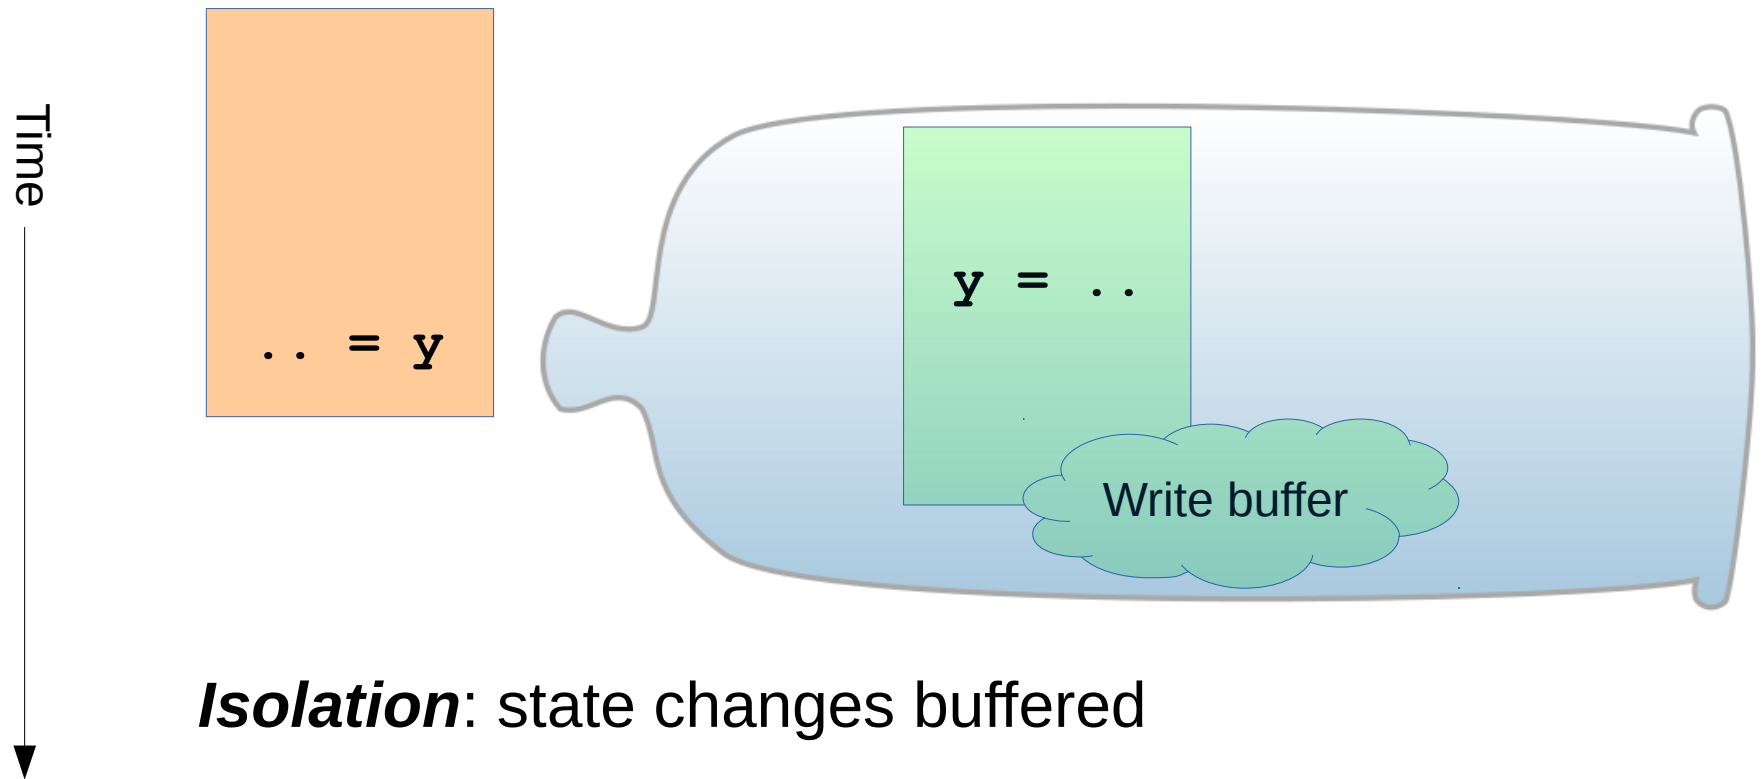 Time
.. = y
y = ..
Write buffer
Isolation: state changes buffered